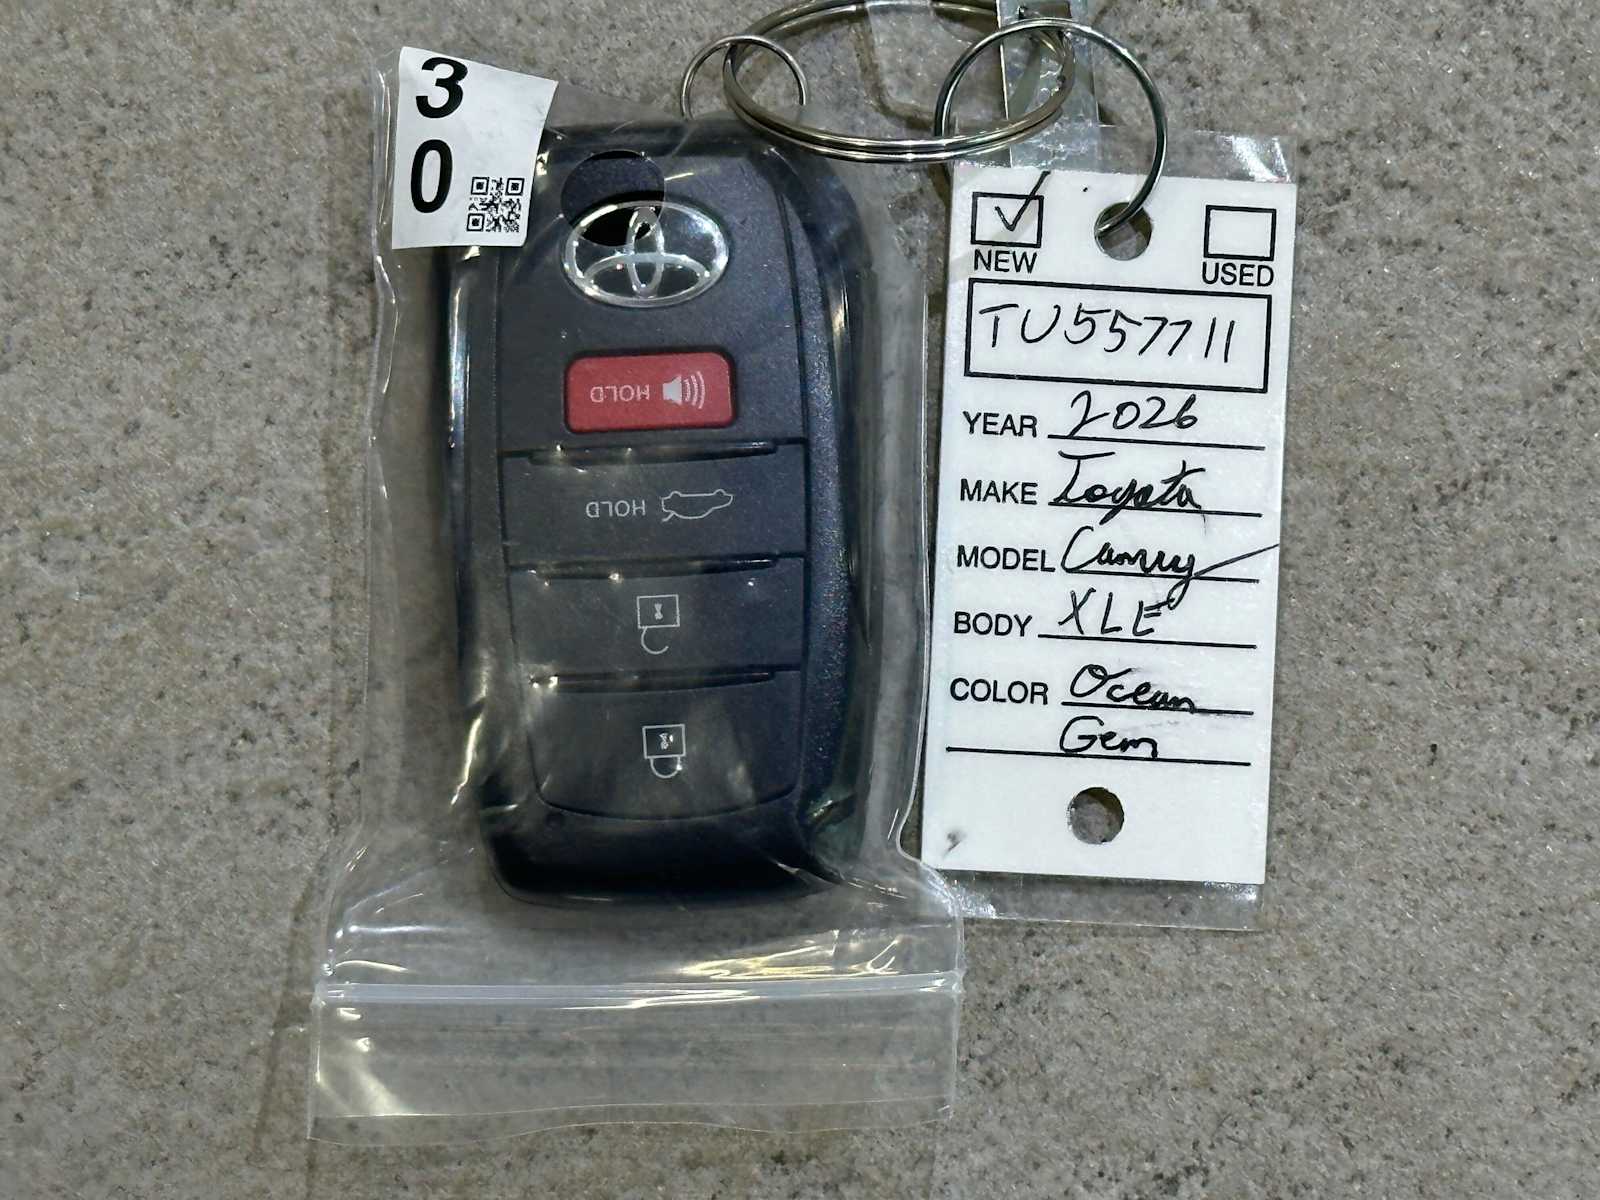 3
0
HOLD
HOLD
NEW
USED
TU557711
YEAR 2026
MAKE Toyota
MODEL Camry
BODY XLE
COLOR Ocean
Gem